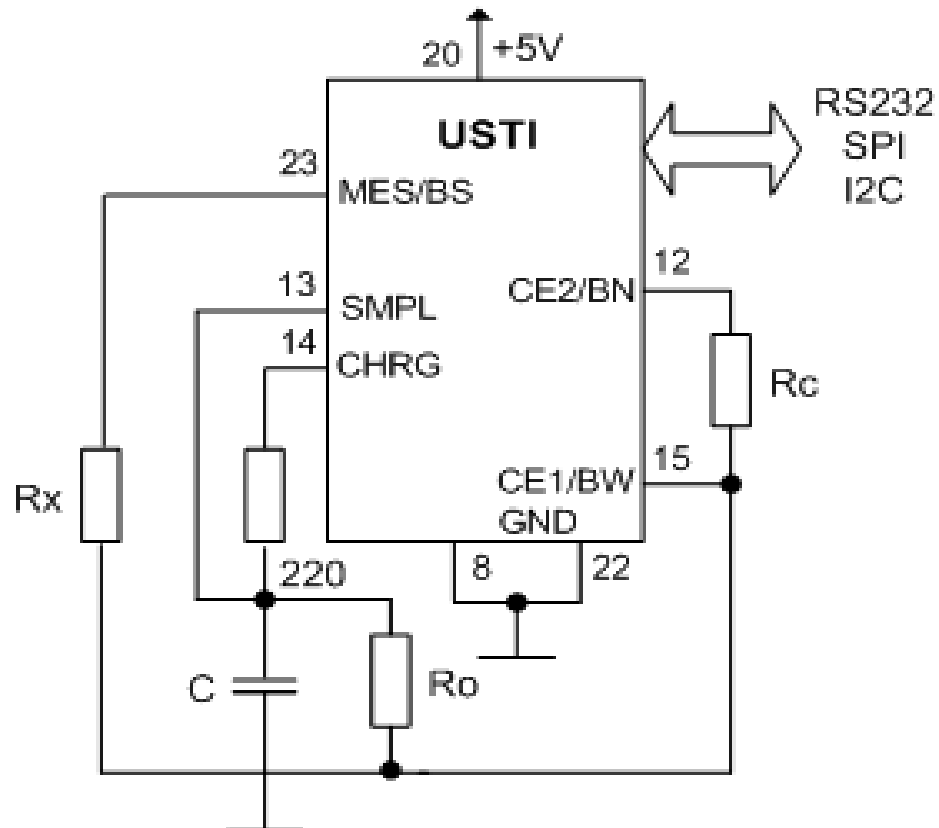 20 +5V
USTI
RS232
SPI
I2C
23
MES/BS
12
CE2/BN
13
SMPL
14
CHRG
Rc
15
CE1/BW
Rx
GND
8
22
220
C
Ro